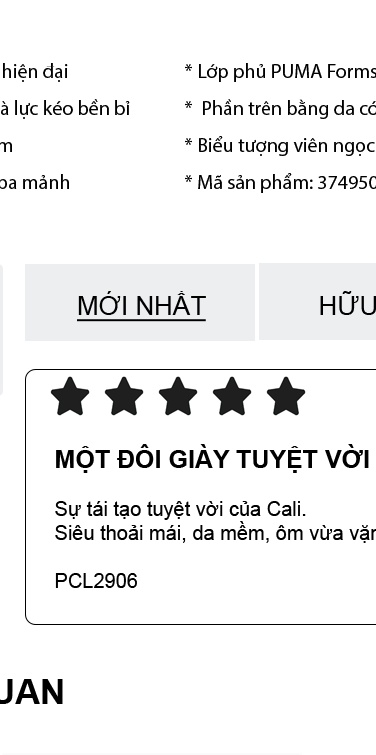 hiện đại
à lực kéo bền bỉ
m
ba mảnh
* Lớp phủ PUMA Forms
* Phần trên bằng da có
* Biểu tượng viên ngọc
* Mã sản phẩm: 374950
MỚI NHẤT
HỮU
MỘT ĐÔI GIÀY TUYỆT VỜI
Sự tái tạo tuyệt vời của Cali.
Siêu thoải mái, da mềm, ôm vừa vặn
PCL2906
UAN